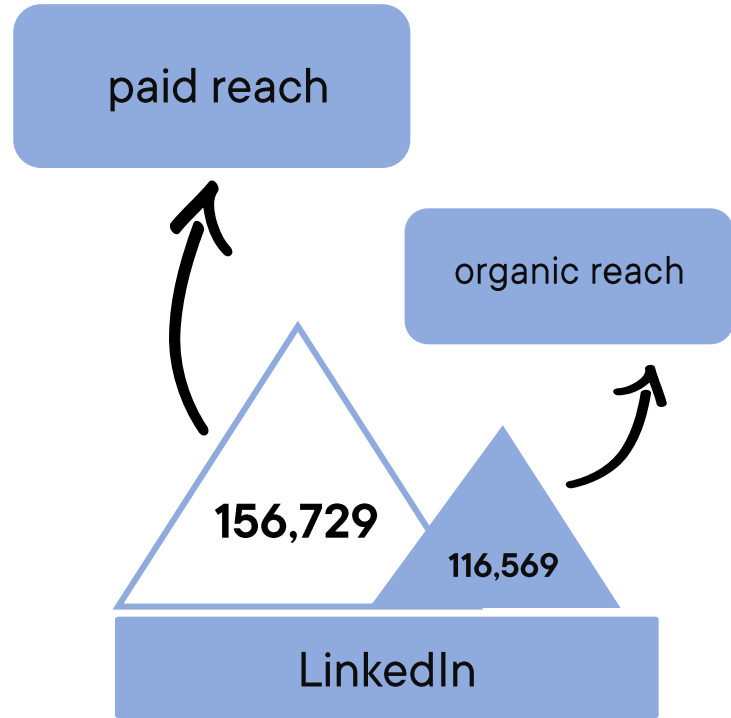 paid reach
organic reach
156,729
116,569
LinkedIn